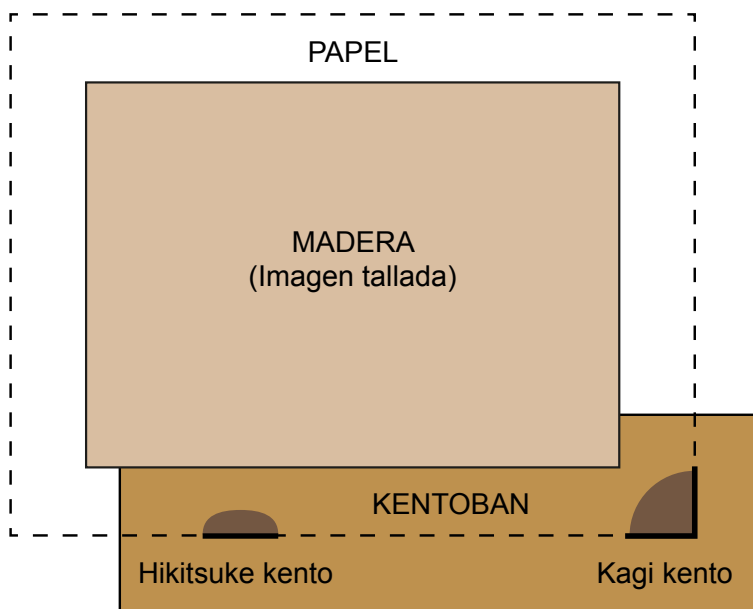 PAPEL
MADERA
(Imagen tallada)
KENTOBAN
Hikitsuke kento
Kagi kento